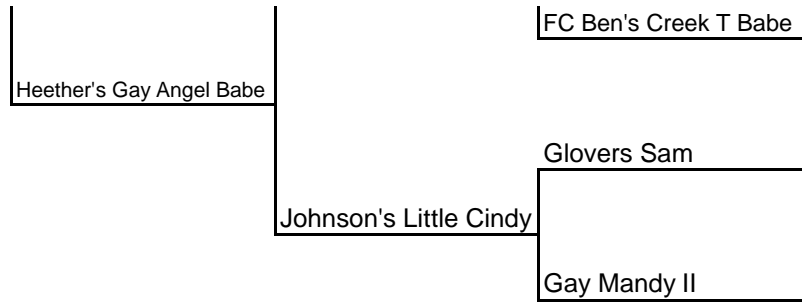 FC Ben's Creek T Babe
Heether's Gay Angel Babe
Glovers Sam
Johnson's Little Cindy
Gay Mandy II